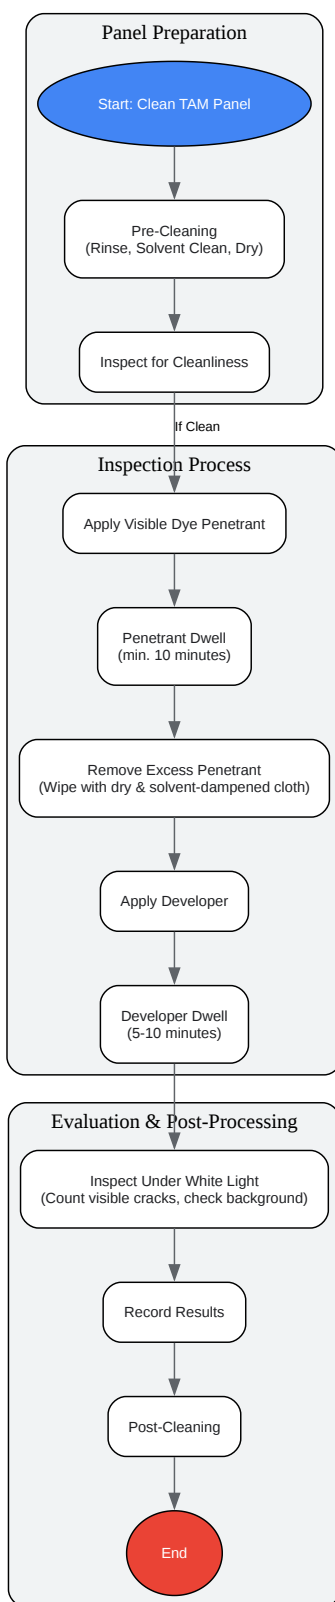 Panel Preparation
Start: Clean TAM Panel
Pre-Cleaning
(Rinse, Solvent Clean, Dry)
Inspect for Cleanliness
If Clean
Inspection Process
Apply Visible Dye Penetrant
Penetrant Dwell
(min. 10 minutes)
Remove Excess Penetrant
(Wipe with dry & solvent-dampened cloth)
Apply Developer
Developer Dwell
(5-10 minutes)
Evaluation & Post-Processing
Inspect Under White Light
(Count visible cracks, check background)
Record Results
Post-Cleaning
End